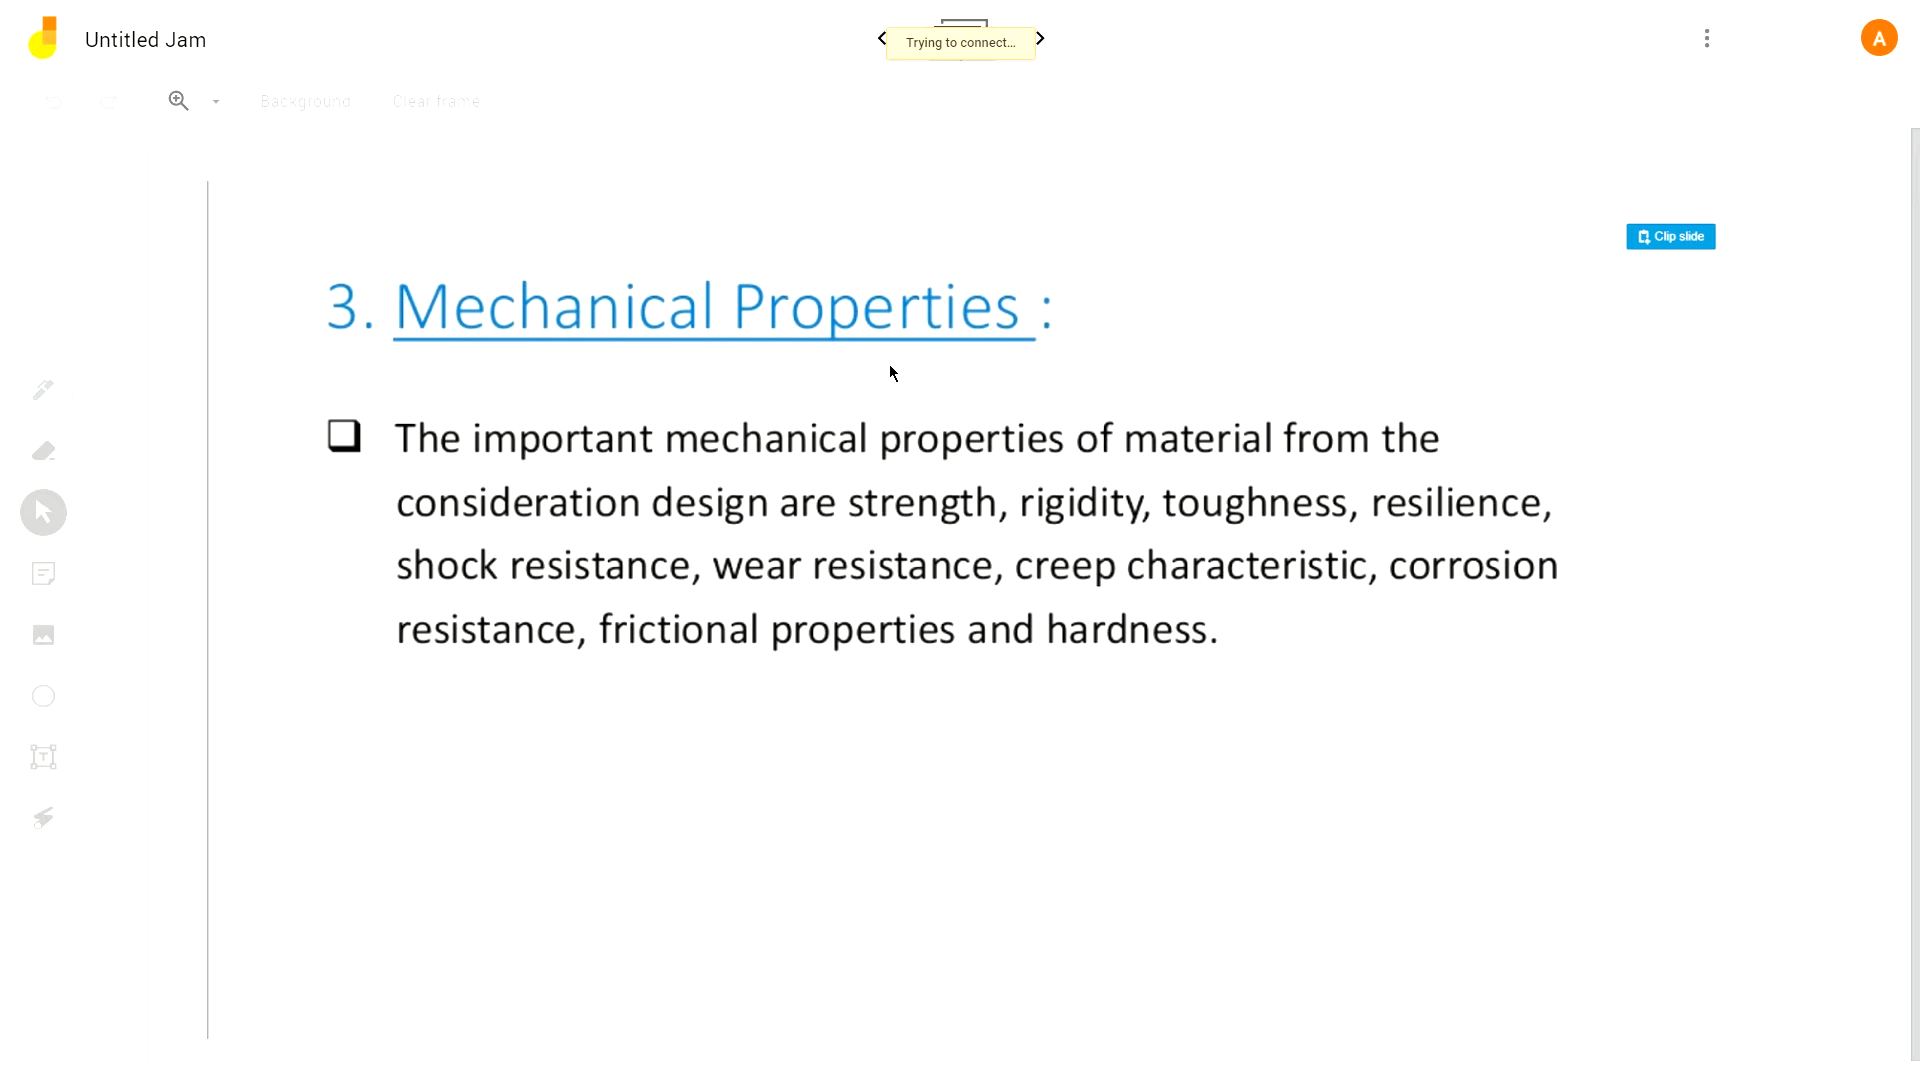 Untitled Jam
Trying to connect...
A
Background
Clear frame
Clip slide
3. Mechanical Properties :
❑ The important mechanical properties of material from the
consideration design are strength, rigidity, toughness, resilience,
shock resistance, wear resistance, creep characteristic, corrosion
resistance, frictional properties and hardness.